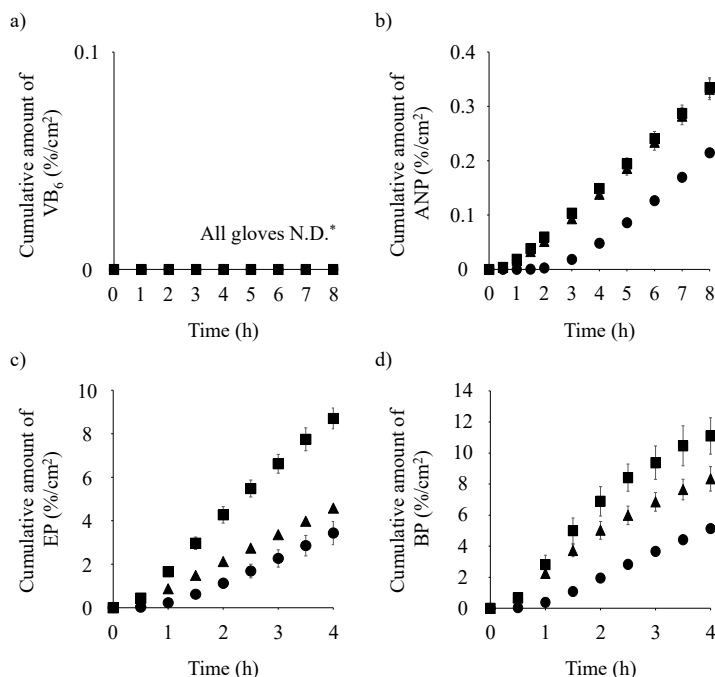 a)
Cumulative amount of
VB6 (%/cm2)
0.1
0
All gloves N.D.*
0 1 2 3 4 5 6 7 8
Time (h)
b)
Cumulative amount of
ANP (%/cm2)
0.4
0.3
0.2
0.1
0
0 1 2 3 4 5 6 7 8
Time (h)
c)
Cumulative amount of
EP (%/cm2)
10
8
6
4
2
0
0 1 2 3 4
Time (h)
d)
Cumulative amount of
BP (%/cm2)
14
12
10
8
6
4
2
0
0 1 2 3 4
Time (h)